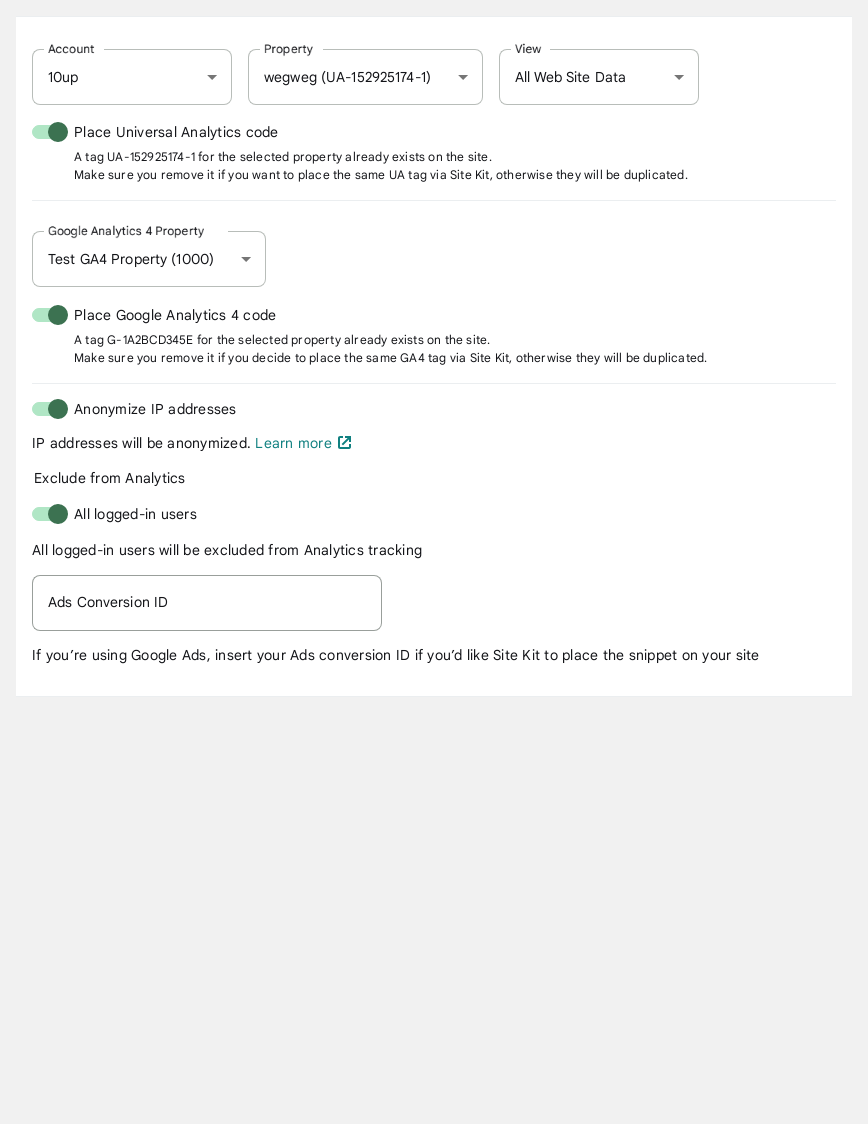 Account
10up
Property
wegweg (UA-152925174-1)
View
All Web Site Data
Place Universal Analytics code
A tag UA-152925174-1 for the selected property already exists on the site.
Make sure you remove it if you want to place the same UA tag via Site Kit, otherwise they will be duplicated.
Google Analytics 4 Property
Test GA4 Property (1000)
Place Google Analytics 4 code
A tag G-1A2BCD345E for the selected property already exists on the site.
Make sure you remove it if you decide to place the same GA4 tag via Site Kit, otherwise they will be duplicated.
Anonymize IP addresses
IP addresses will be anonymized. Learn more
Exclude from Analytics
All logged-in users
All logged-in users will be excluded from Analytics tracking
Ads Conversion ID
If you’re using Google Ads, insert your Ads conversion ID if you’d like Site Kit to place the snippet on your site